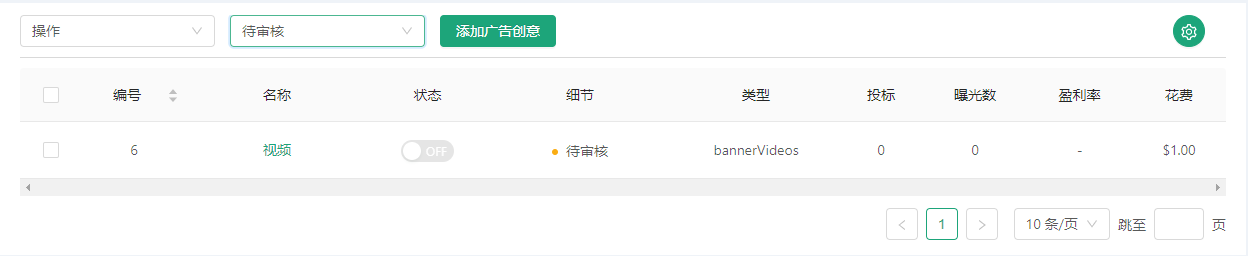 操作 待审核 添加广告创意
编号 名称 状态 细节 类型 投标 曝光数 盈利率 花费
6 视频 OFF 待审核 bannerVideos 0 0 - $1.00
1 10 条/页 跳至 页